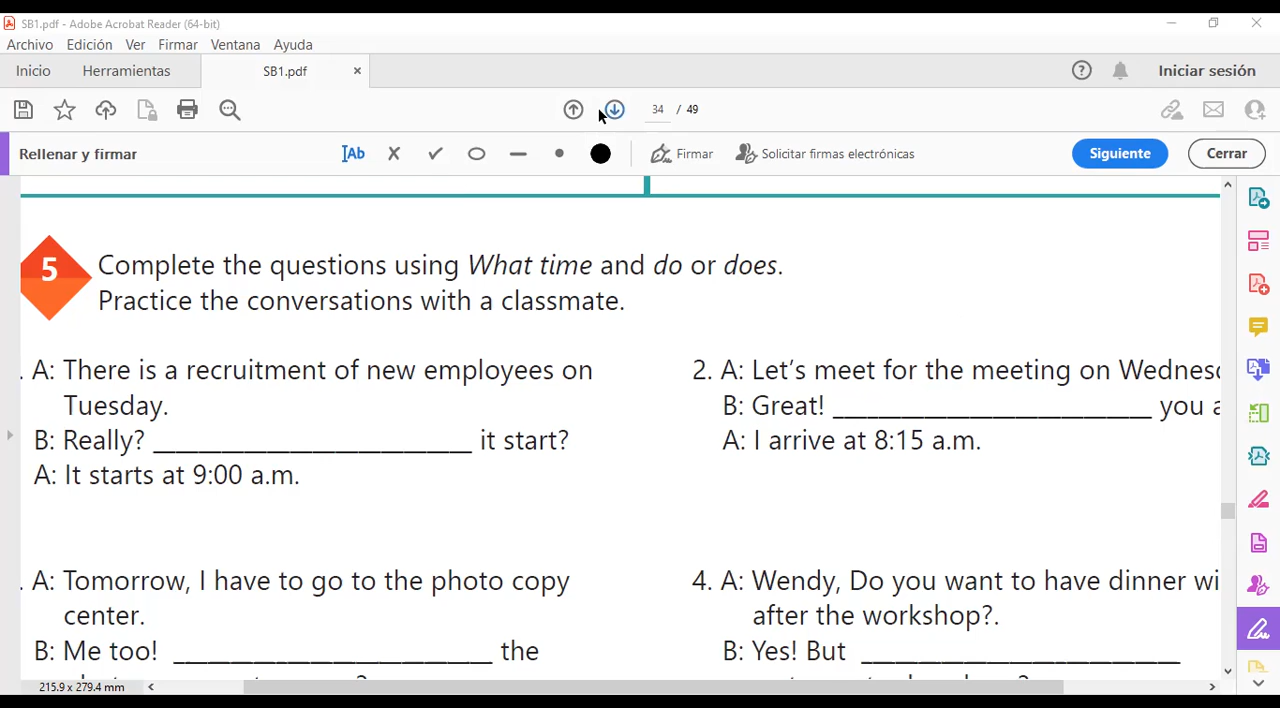 SB1.pdf - Adobe Acrobat Reader (64-bit)
Archivo Edición Ver Firmar Ventana Ayuda
Inicio Herramientas SB1.pdf × ? Iniciar sesión
34 / 49
Rellenar y firmar Ab Firmar Solicitar firmas electrónicas Siguiente Cerrar
5 Complete the questions using What time and do or does.
Practice the conversations with a classmate.
. A: There is a recruitment of new employees on
Tuesday.
B: Really? ____________________________ it start?
A: It starts at 9:00 a.m.
2. A: Let's meet for the meeting on Wednes
B: Great! ____________________________ you a
A: I arrive at 8:15 a.m.
. A: Tomorrow, I have to go to the photo copy
center.
B: Me too! ____________________________ the
4. A: Wendy, Do you want to have dinner wi
after the workshop?.
B: Yes! But ____________________________
215.9 x 279.4 mm